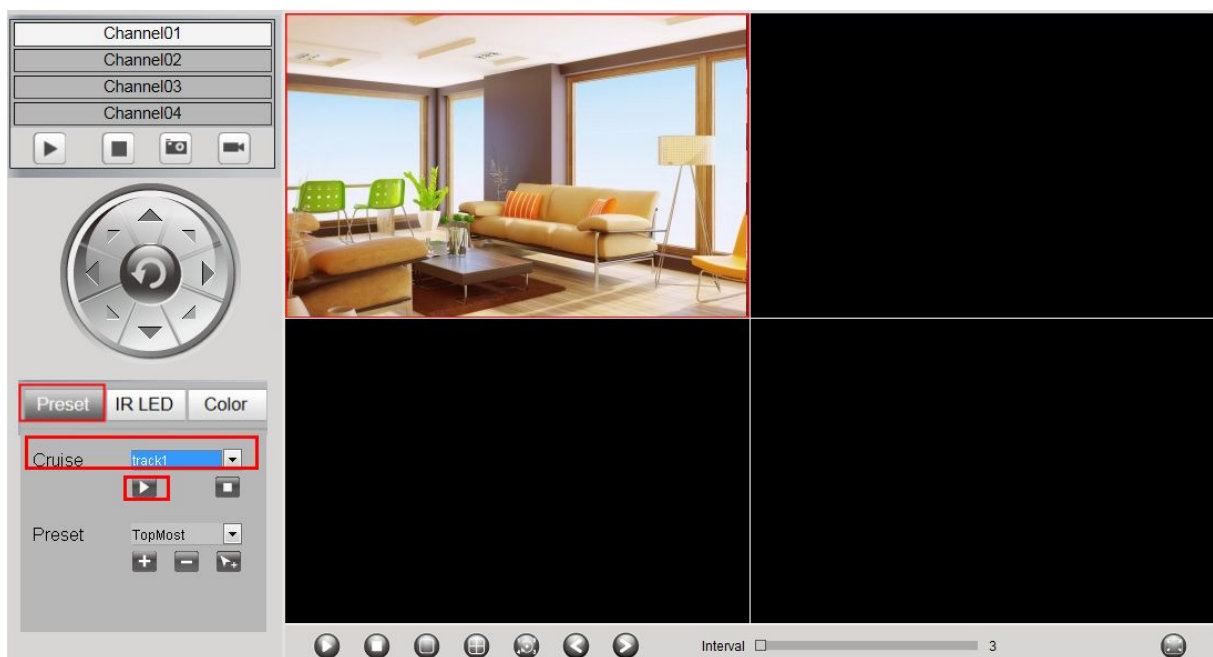 Channel01
Channel02
Channel03
Channel04
Preset IR LED Color
Cruise track1
Preset TopMost
Interval 3